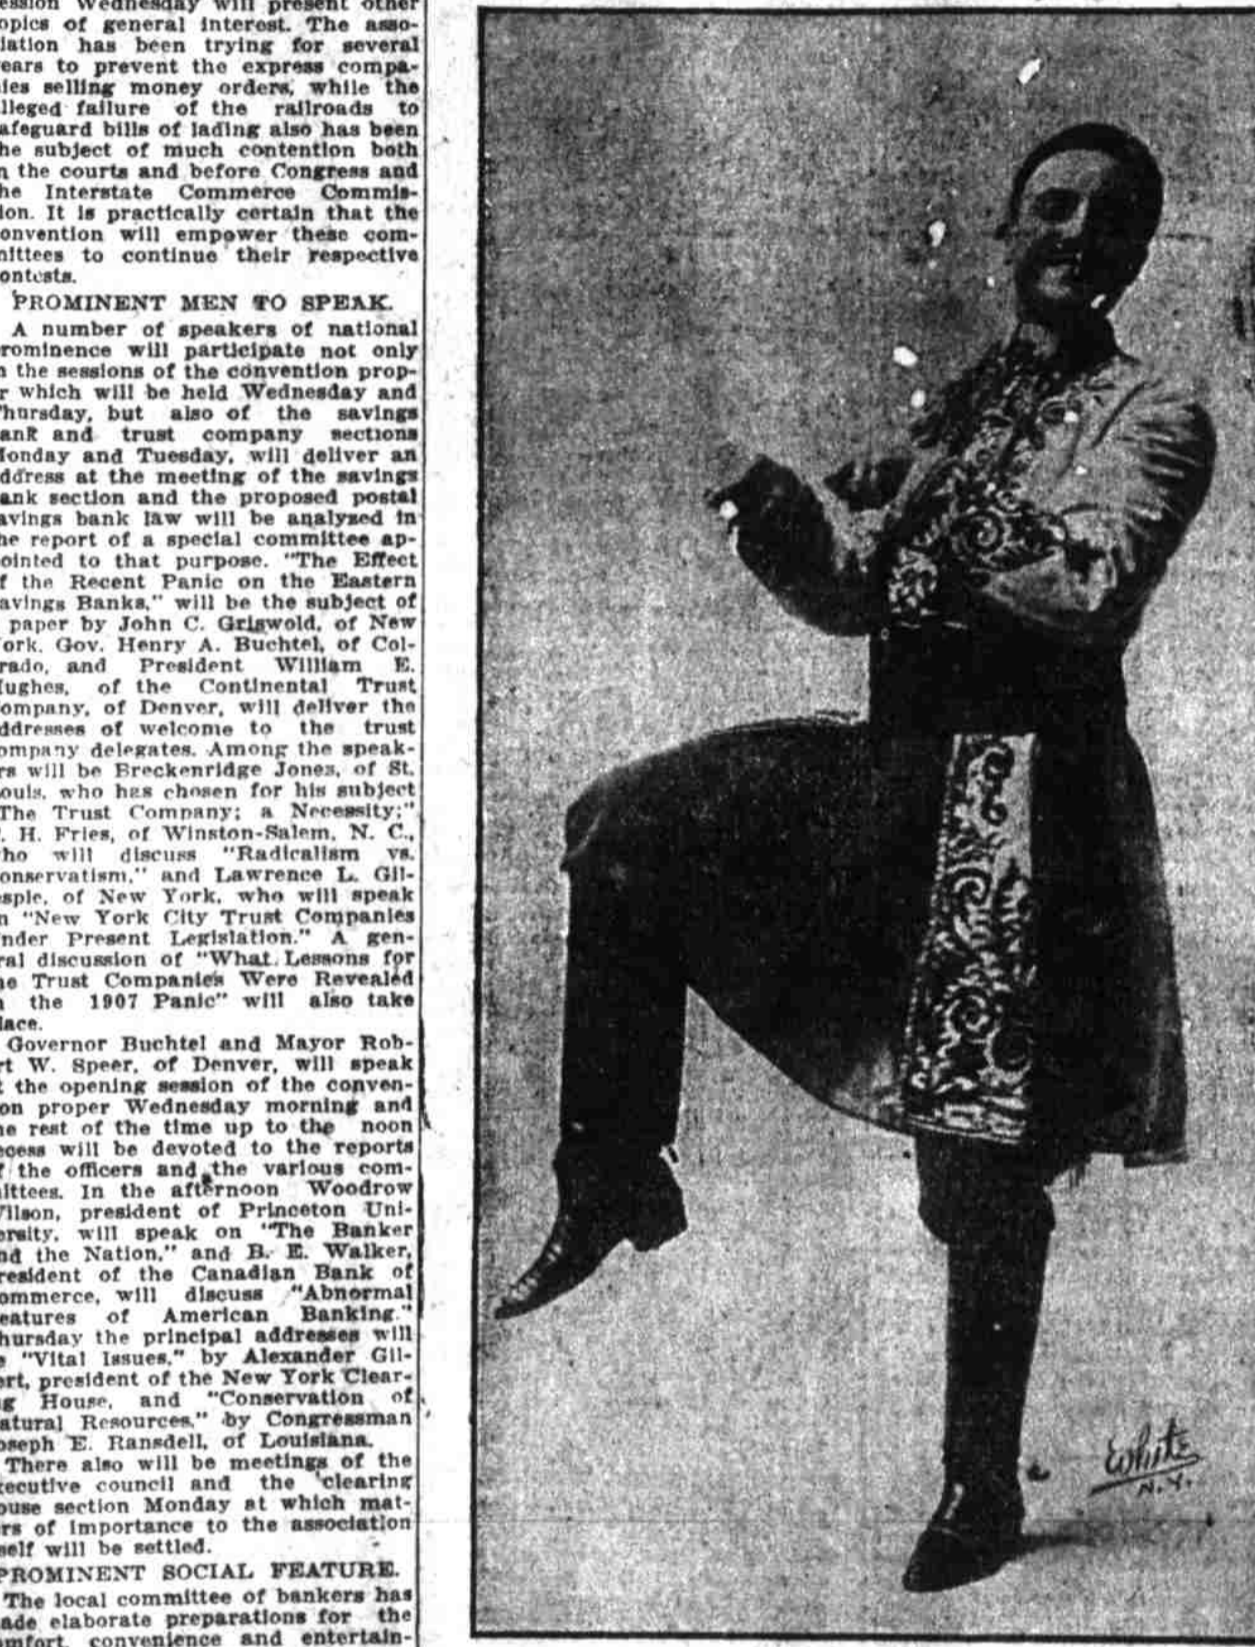 ession Wednesday will present other
opics of general interest. The asso-
iation has been trying for several
ears to prevent the express compa-
ies selling money orders, while the
lleged failure of the railroads to
afeguard bills of lading also has been
he subject of much contention both
n the courts and before Congress and
he Interstate Commerce Commis-
ion. It is practically certain that the
onvention will empower these com-
mittees to continue their respective
ontests.
PROMINENT MEN TO SPEAK.
A number of speakers of national
rominence will participate not only
n the sessions of the convention prop-
r which will be held Wednesday and
Thursday, but also of the savings
ank and trust company sections
Monday and Tuesday, will deliver an
ddress at the meeting of the savings
ank section and the proposed postal
avings bank law will be analyzed in
he report of a special committee ap-
ointed to that purpose. "The Effect
f the Recent Panic on the Eastern
avings Banks," will be the subject of
paper by John C. Griswold, of New
ork. Gov. Henry A. Buchtel, of Col-
rado, and President William E.
Hughes, of the Continental Trust
ompany, of Denver, will deliver the
ddresses of welcome to the trust
ompany delegates. Among the speak-
rs will be Breckenridge Jones, of St.
ouis, who has chosen for his subject
"The Trust Company; a Necessity;"
. H. Fries, of Winston-Salem, N. C.,
ho will discuss "Radicalism vs.
onservatism," and Lawrence L. Gil-
espie, of New York, who will speak
n "New York City Trust Companies
nder Present Legislation." A gen-
ral discussion of "What Lessons for
he Trust Companies Were Revealed
n the 1907 Panic" will also take
lace.
Governor Buchtel and Mayor Rob-
rt W. Speer, of Denver, will speak
t the opening session of the conven-
on proper Wednesday morning and
he rest of the time up to the noon
ecess will be devoted to the reports
f the officers and the various com-
ittees. In the afternoon Woodrow
Wilson, president of Princeton Uni-
ersity, will speak on "The Banker
nd the Nation," and B. E. Walker,
resident of the Canadian Bank of
ommerce, will discuss "Abnormal
eatures of American Banking."
hursday the principal addresses will
e "Vital Issues," by Alexander Gil-
ert, president of the New York Clear-
g House, and "Conservation of
atural Resources," by Congressman
oseph E. Ransdell, of Louisiana.
There also will be meetings of the
xecutive council and the clearing
ouse section Monday at which mat-
rs of importance to the association
self will be settled.
PROMINENT SOCIAL FEATURE.
The local committee of bankers has
ade elaborate preparations for the
omfort, convenience and entertain-
White
N.Y.